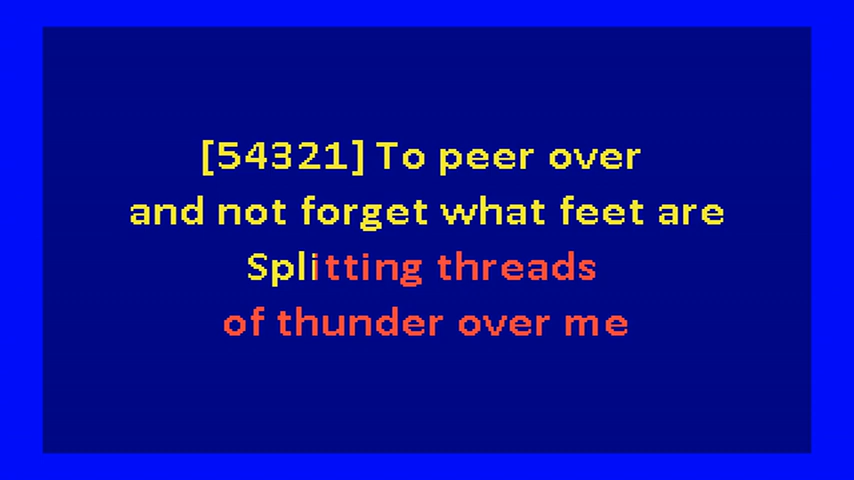 [54321] To peer over
and not forget what feet are
Splitting threads
of thunder over me